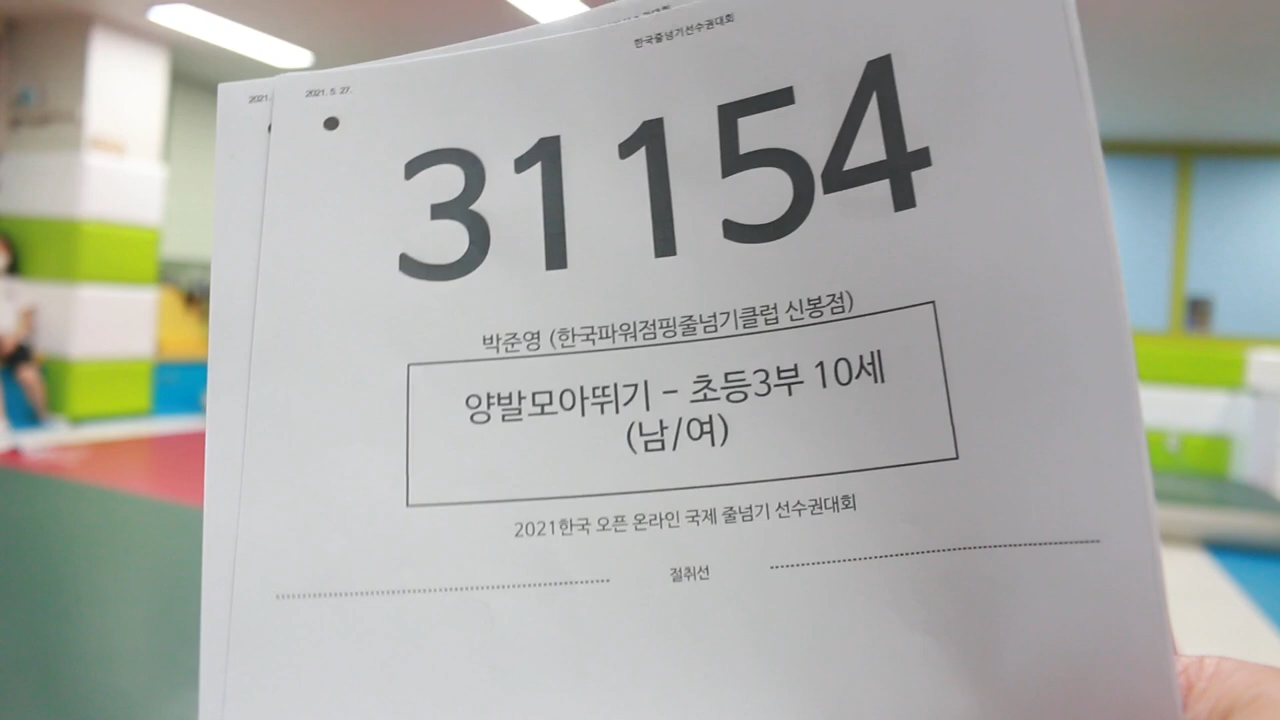 한국줄넘기선수권대회
2021.
2021. 5. 27.
31154
박준영 (한국파워점핑줄넘기클럽 신봉점)
양발모아뛰기 - 초등3부 10세
(남/여)
2021한국 오픈 온라인 국제 줄넘기 선수권대회
절취선